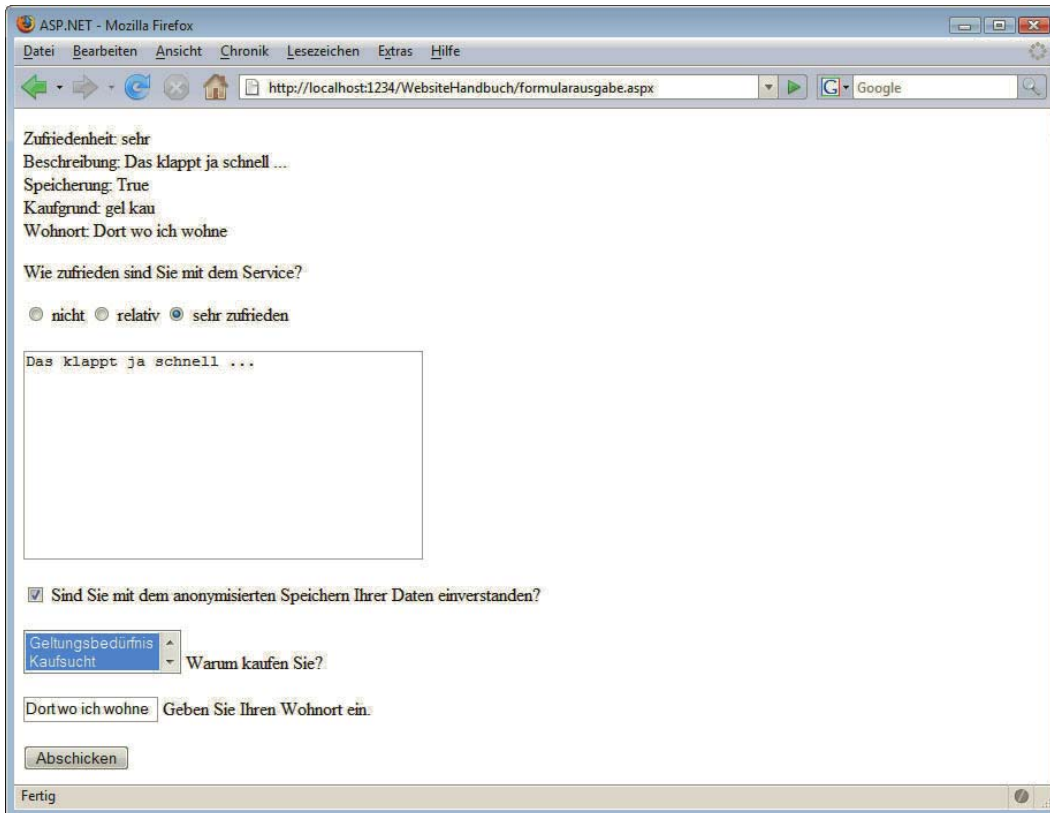 ASP.NET - Mozilla Firefox
Datei Bearbeiten Ansicht Chronik Lesezeichen Extras Hilfe
http://localhost:1234/WebsiteHandbuch/formularausgabe.aspx G Google
Zufriedenheit: sehr
Beschreibung: Das klappt ja schnell ...
Speicherung: True
Kaufgrund: gel kau
Wohnort: Dort wo ich wohne
Wie zufrieden sind Sie mit dem Service?
nicht relativ sehr zufrieden
Das klappt ja schnell ...
Sind Sie mit dem anonymisierten Speichern Ihrer Daten einverstanden?
Geltungsbedürfnis
Kaufsucht Warum kaufen Sie?
Dort wo ich wohne Geben Sie Ihren Wohnort ein.
Abschicken
Fertig